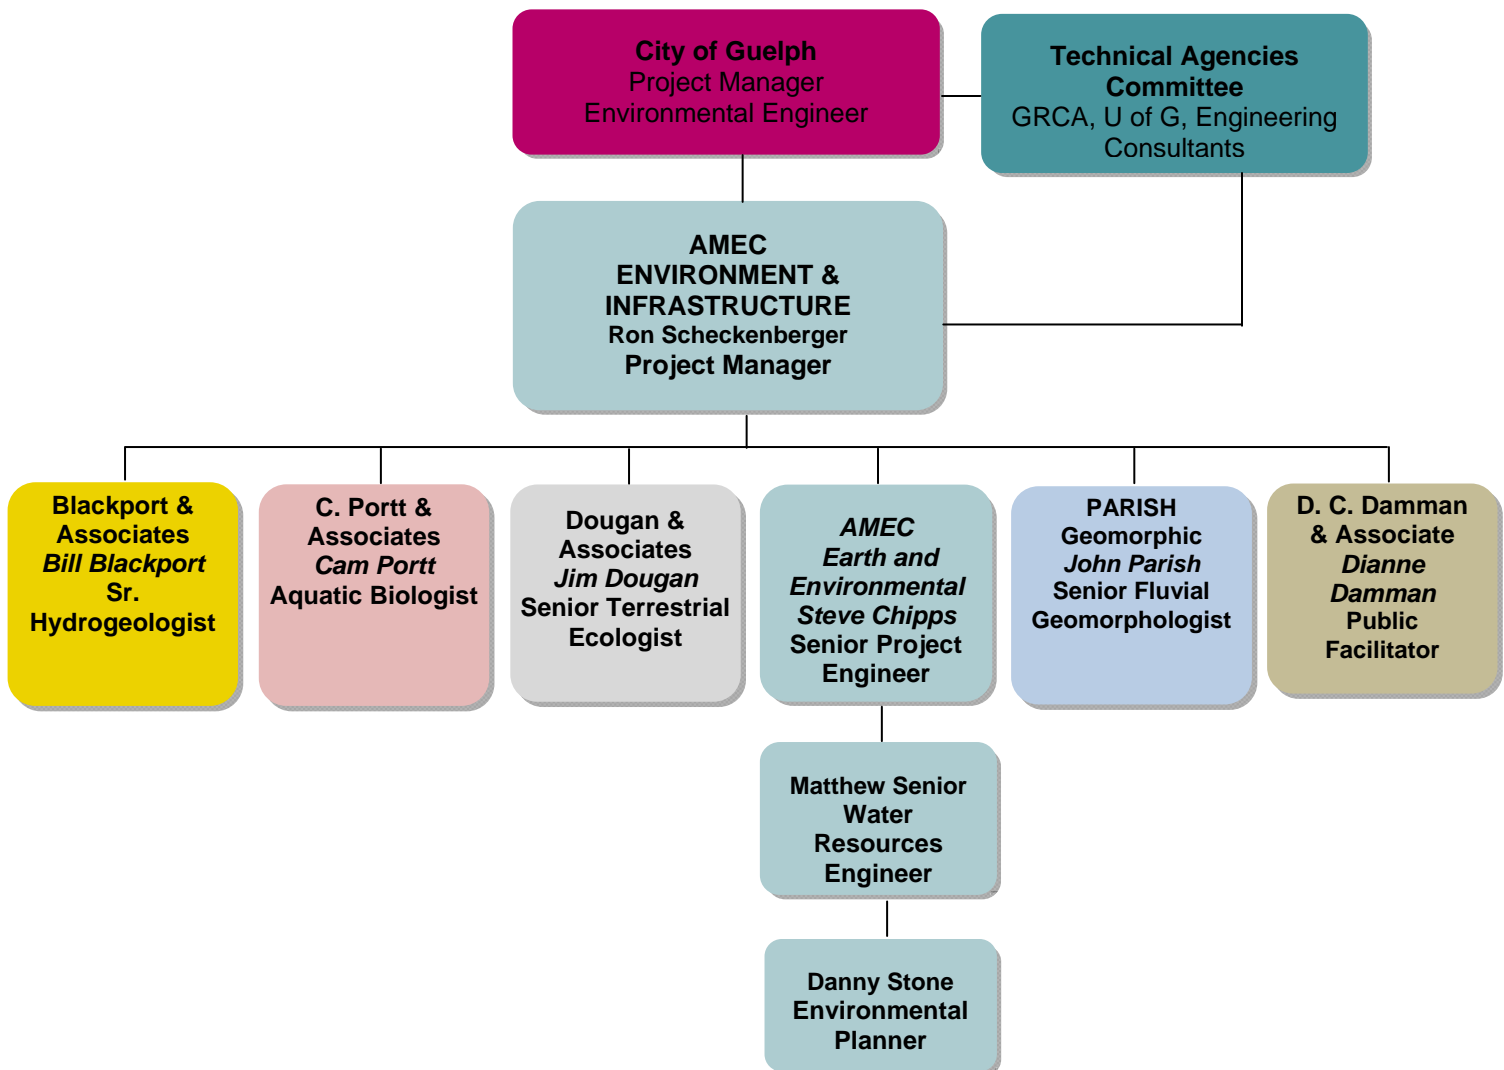 City of Guelph
Project Manager
Environmental Engineer
Technical Agencies
Committee
GRCA, U of G, Engineering
Consultants
AMEC
ENVIRONMENT &
INFRASTRUCTURE
Ron Scheckenberger
Project Manager
Blackport &
Associates
Bill Blackport
Sr.
Hydrogeologist
C. Portt &
Associates
Cam Portt
Aquatic Biologist
Dougan &
Associates
Jim Dougan
Senior Terrestrial
Ecologist
AMEC
Earth and
Environmental
Steve Chipps
Senior Project
Engineer
PARISH
Geomorphic
John Parish
Senior Fluvial
Geomorphologist
D. C. Damman
& Associate
Dianne
Damman
Public
Facilitator
Matthew Senior
Water
Resources
Engineer
Danny Stone
Environmental
Planner